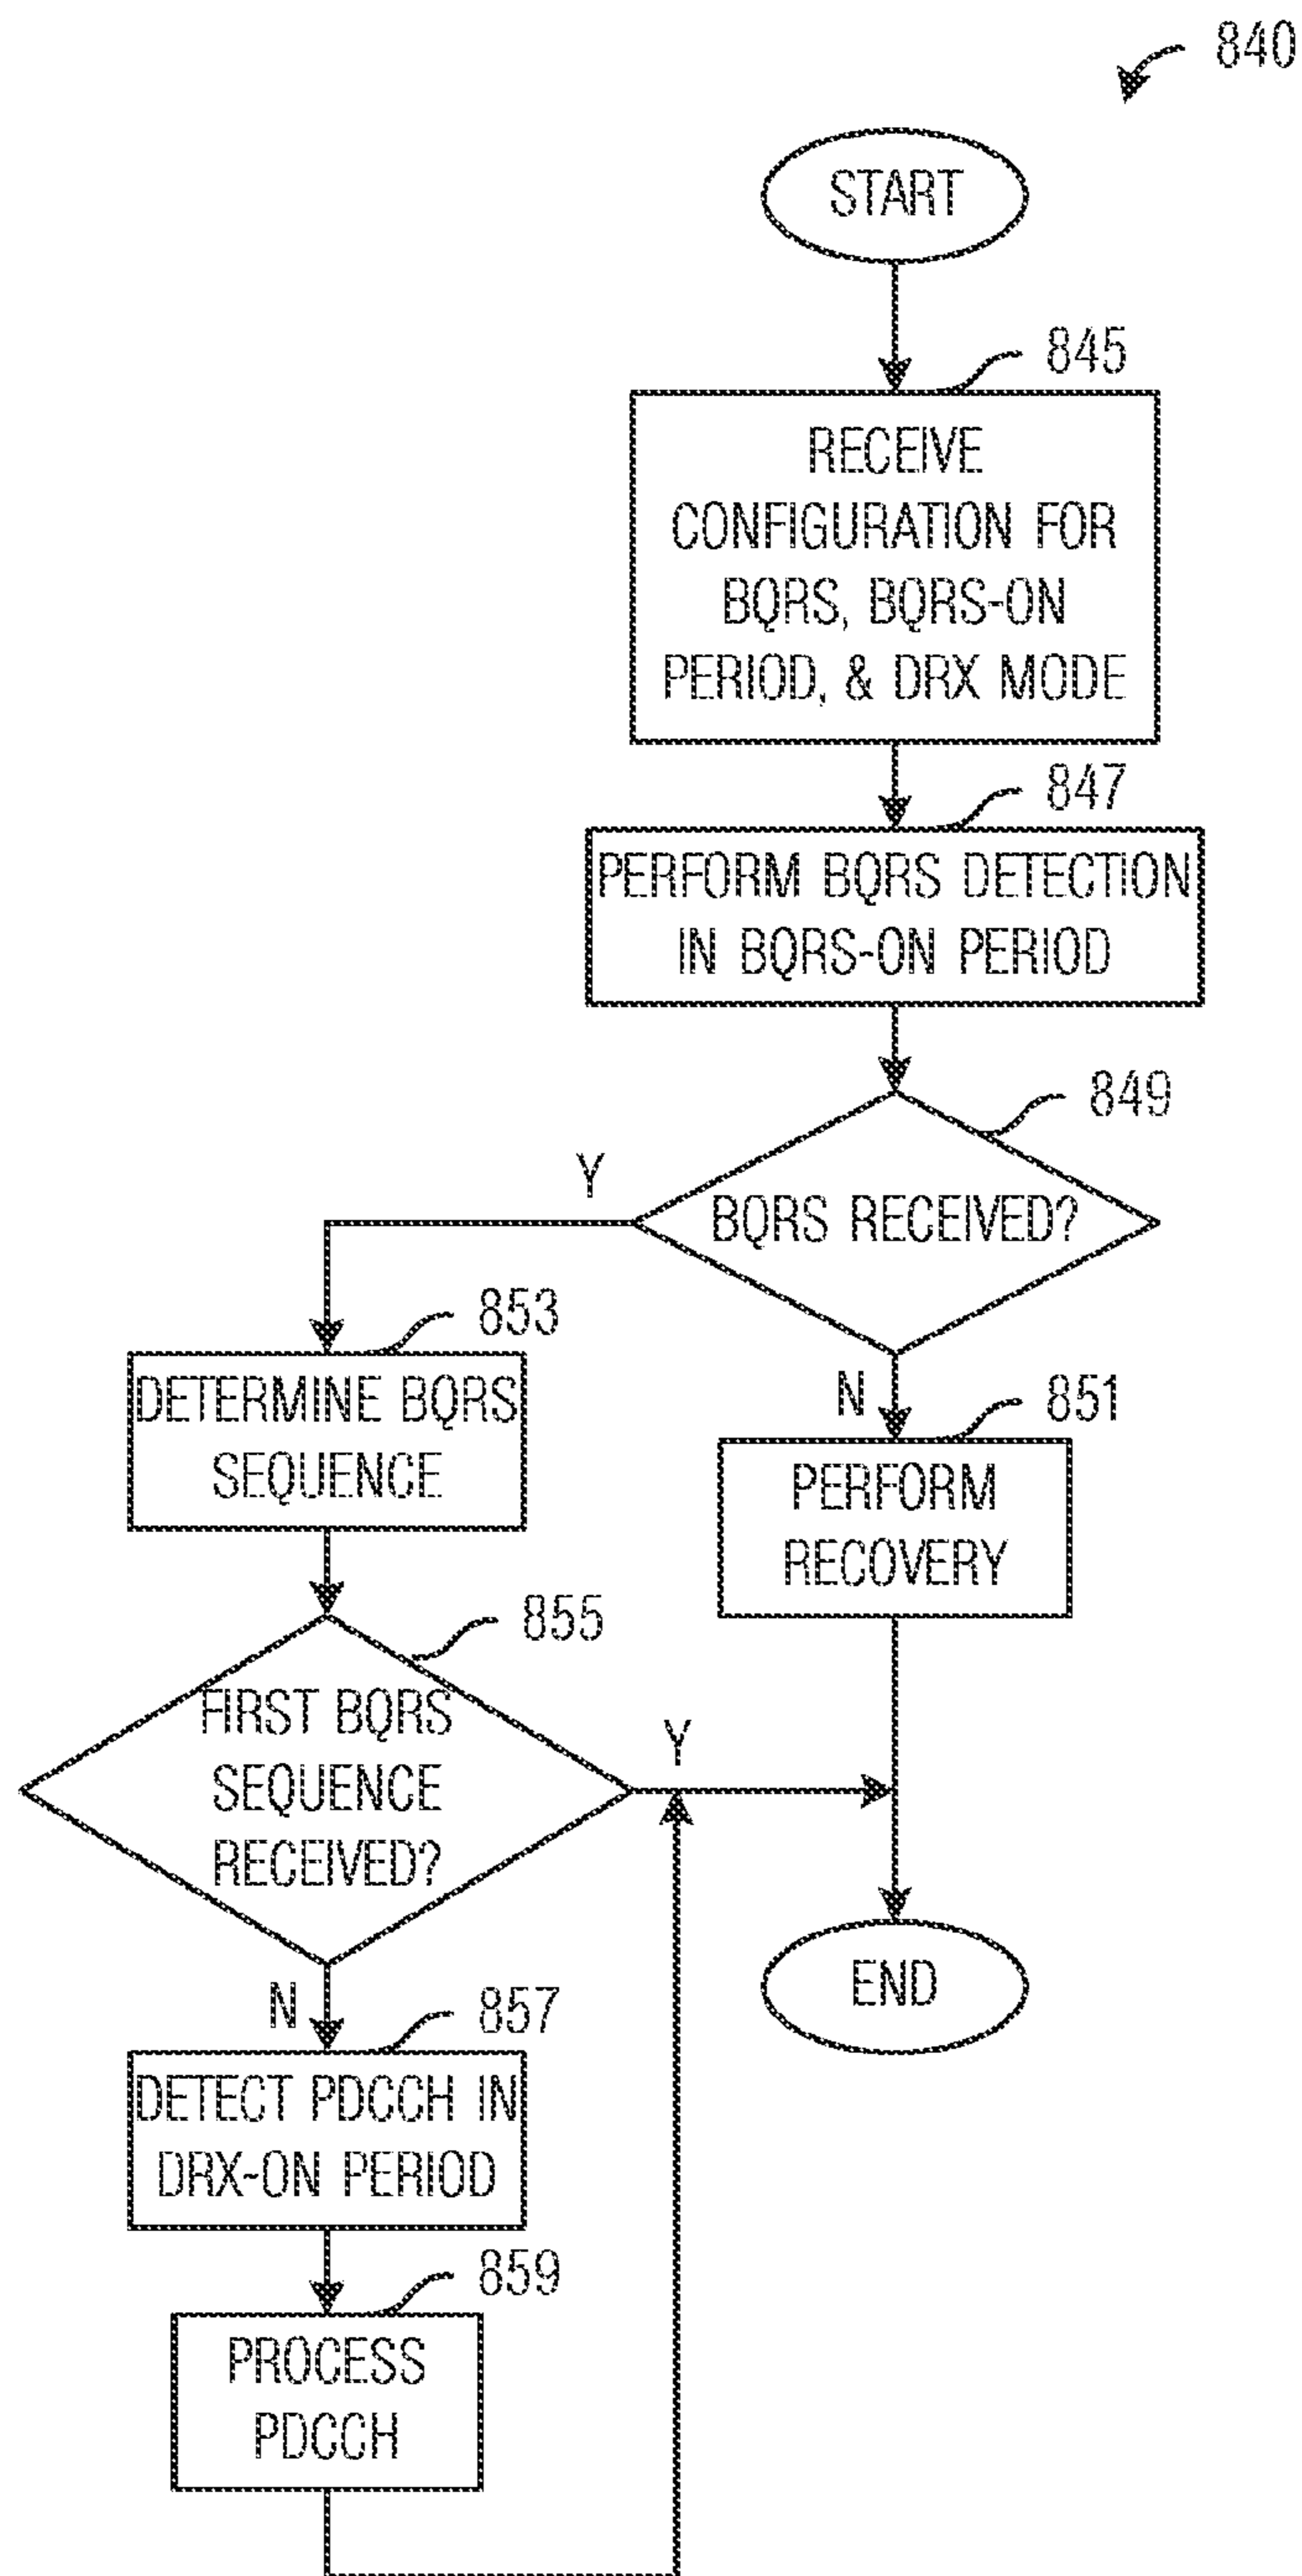 840
START
845
RECEIVE
CONFIGURATION FOR
BQRS, BQRS-ON
PERIOD, & DRX MODE
847
PERFORM BQRS DETECTION
IN BQRS-ON PERIOD
849
BQRS RECEIVED?
Y
N
853
DETERMINE BQRS
SEQUENCE
851
PERFORM
RECOVERY
855
FIRST BQRS
SEQUENCE
RECEIVED?
Y
N
END
857
DETECT PDCCH IN
DRX-ON PERIOD
859
PROCESS
PDCCH